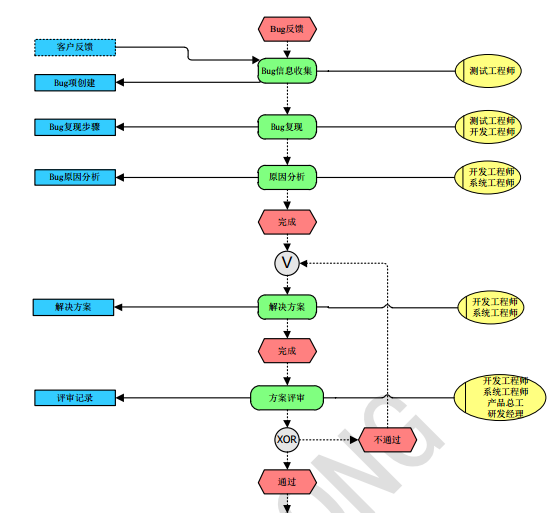 Bug反馈
客户反馈
Bug信息收集
测试工程师
Bug项创建
Bug复现步骤
Bug复现
测试工程师
开发工程师
Bug原因分析
原因分析
开发工程师
系统工程师
完成
V
解决方案
解决方案
开发工程师
系统工程师
完成
评审记录
方案评审
开发工程师
系统工程师
产品总工
研发经理
XOR
不通过
通过
ONG